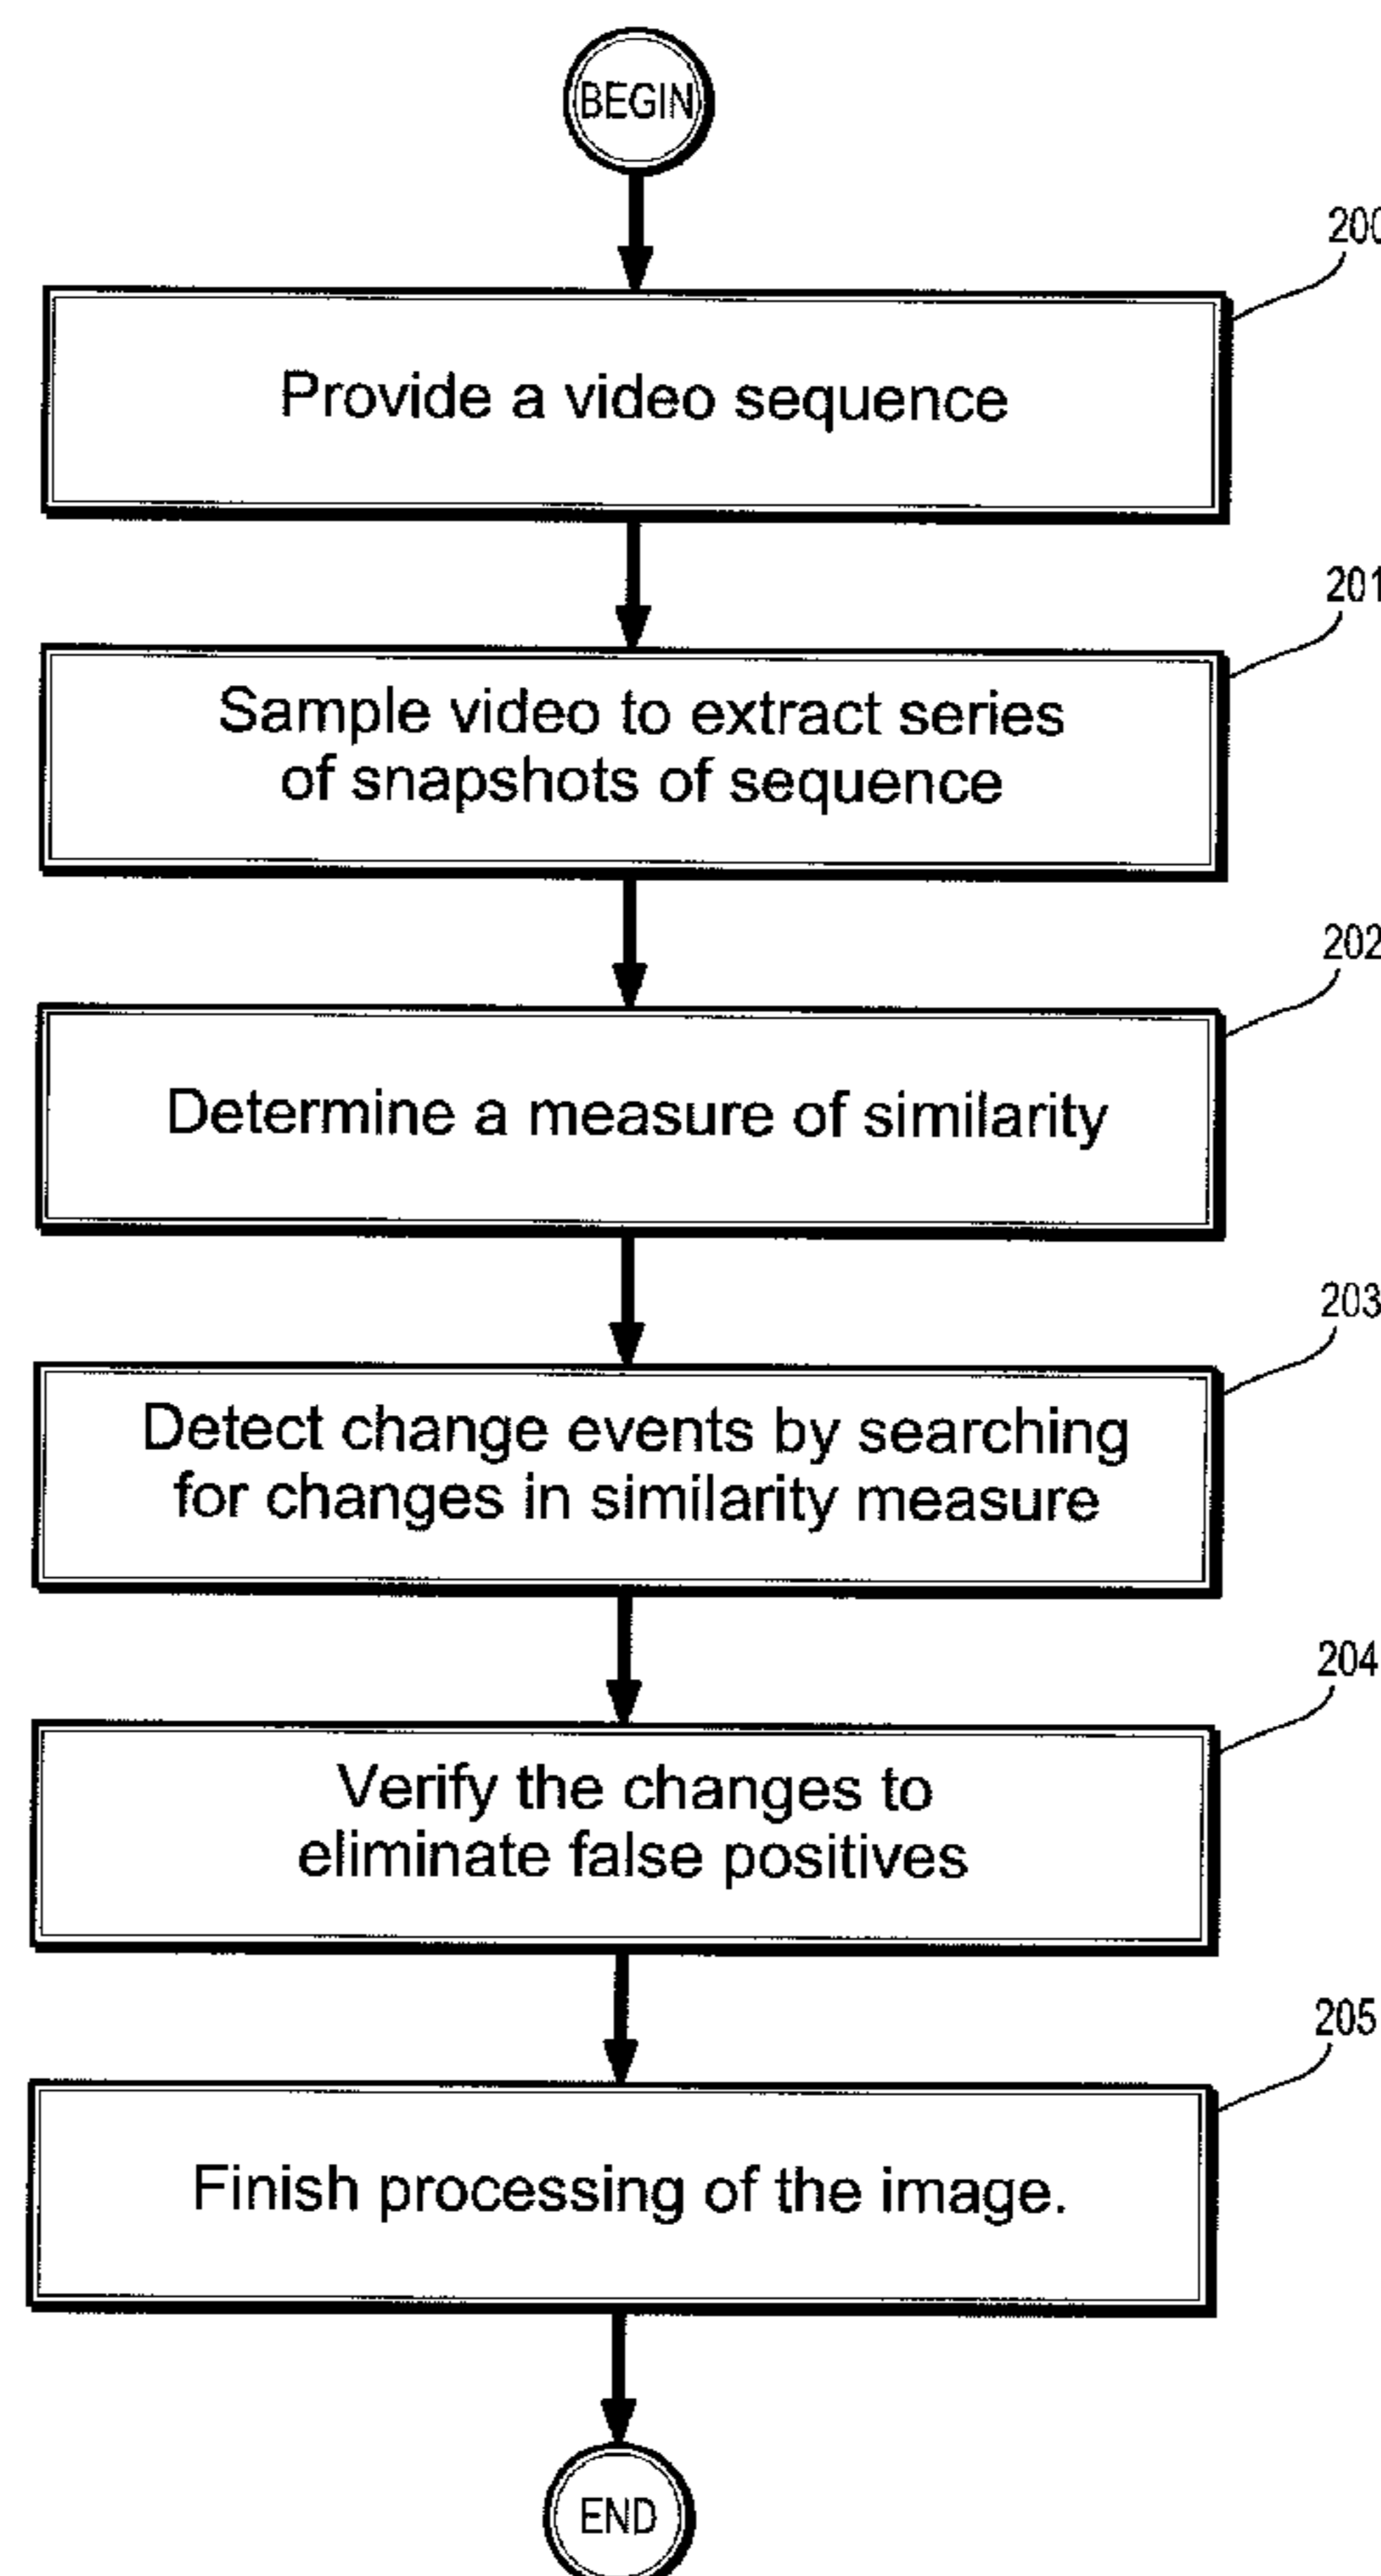 BEGIN
200
Provide a video sequence
201
Sample video to extract series
of snapshots of sequence
202
Determine a measure of similarity
203
Detect change events by searching
for changes in similarity measure
204
Verify the changes to
eliminate false positives
205
Finish processing of the image.
END